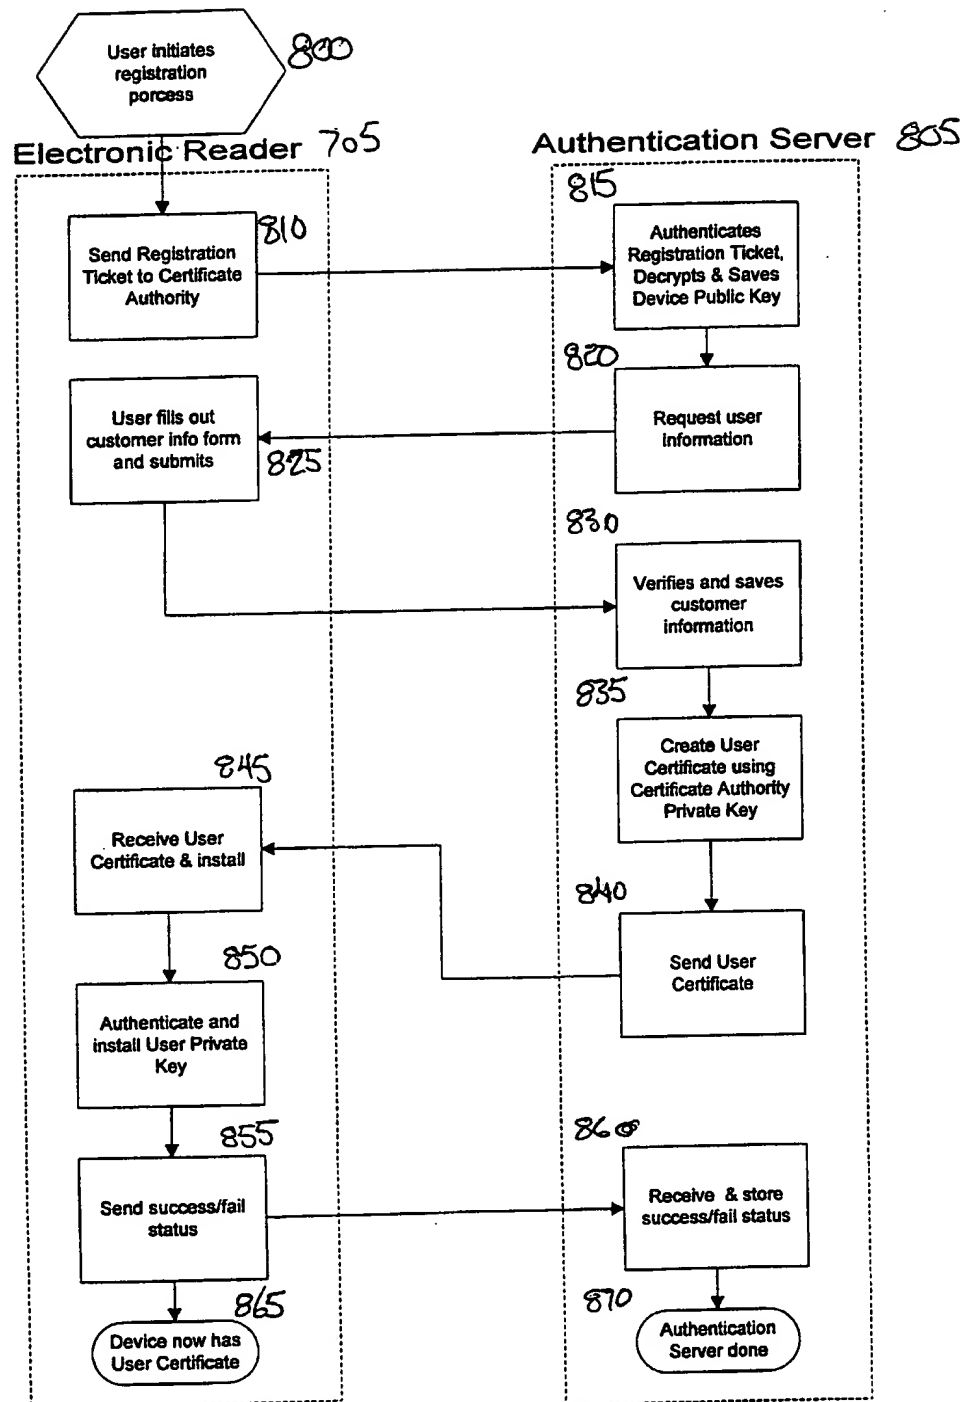 User initiates
registration
porcess
800
Electronic Reader 705
Authentication Server 805
810
Send Registration
Ticket to Certificate
Authority
815
Authenticates
Registration Ticket,
Decrypts & Saves
Device Public Key
820
Request user
information
User fills out
customer info form
and submits
825
830
Verifies and saves
customer
information
835
Create User
Certificate using
Certificate Authority
Private Key
840
Send User
Certificate
845
Receive User
Certificate & install
850
Authenticate and
install User Private
Key
855
Send success/fail
status
860
Receive & store
success/fail status
865
Device now has
User Certificate
870
Authentication
Server done